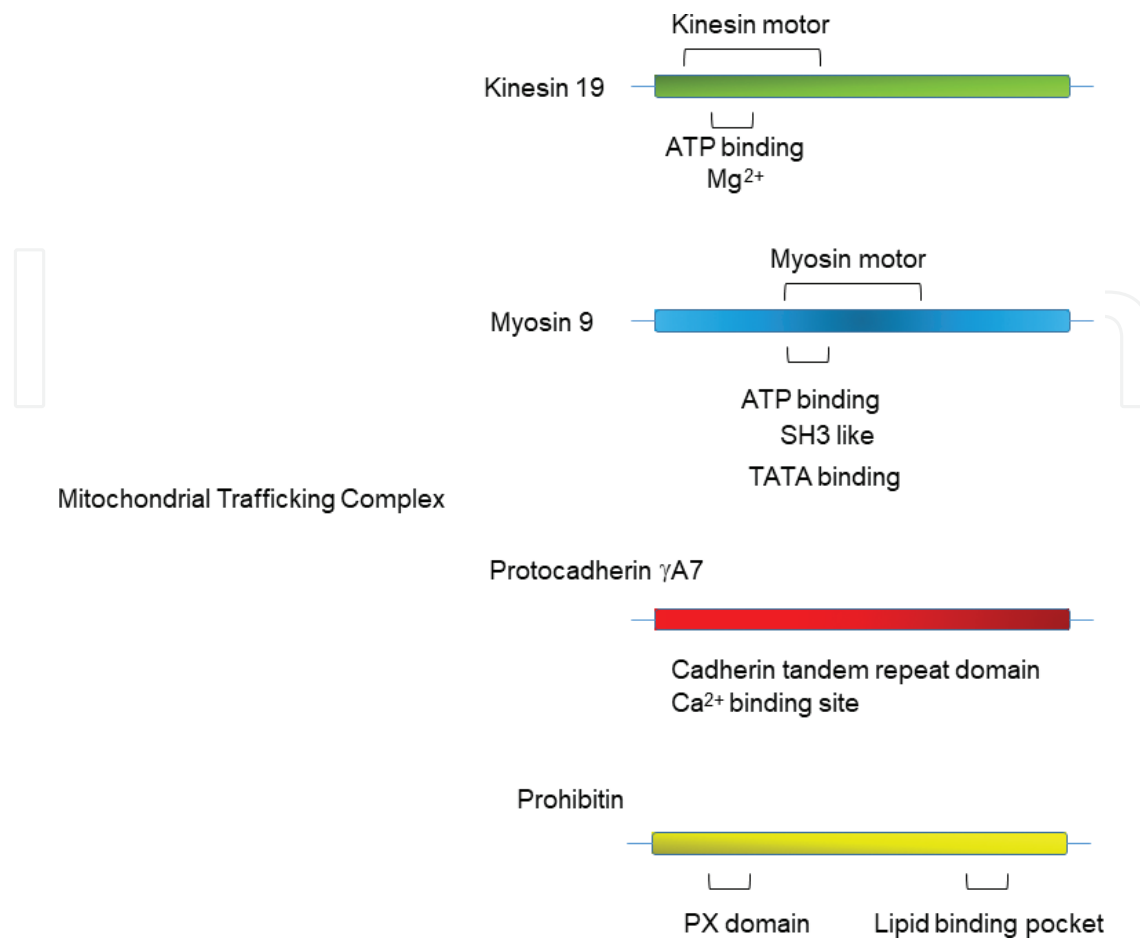 Kinesin motor
Kinesin 19
ATP binding
Mg2+
Myosin motor
Myosin 9
ATP binding
SH3 like
TATA binding
Mitochondrial Trafficking Complex
Protocadherin γA7
Cadherin tandem repeat domain
Ca2+ binding site
Prohibitin
PX domain
Lipid binding pocket